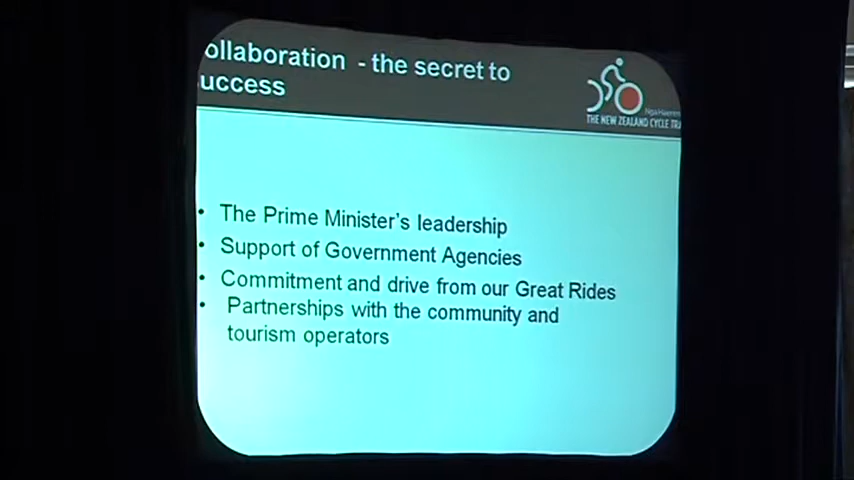 ollaboration - the secret to
uccess
THE NEW ZEALAND CYCLE TRA
• The Prime Minister's leadership
• Support of Government Agencies
• Commitment and drive from our Great Rides
• Partnerships with the community and
tourism operators